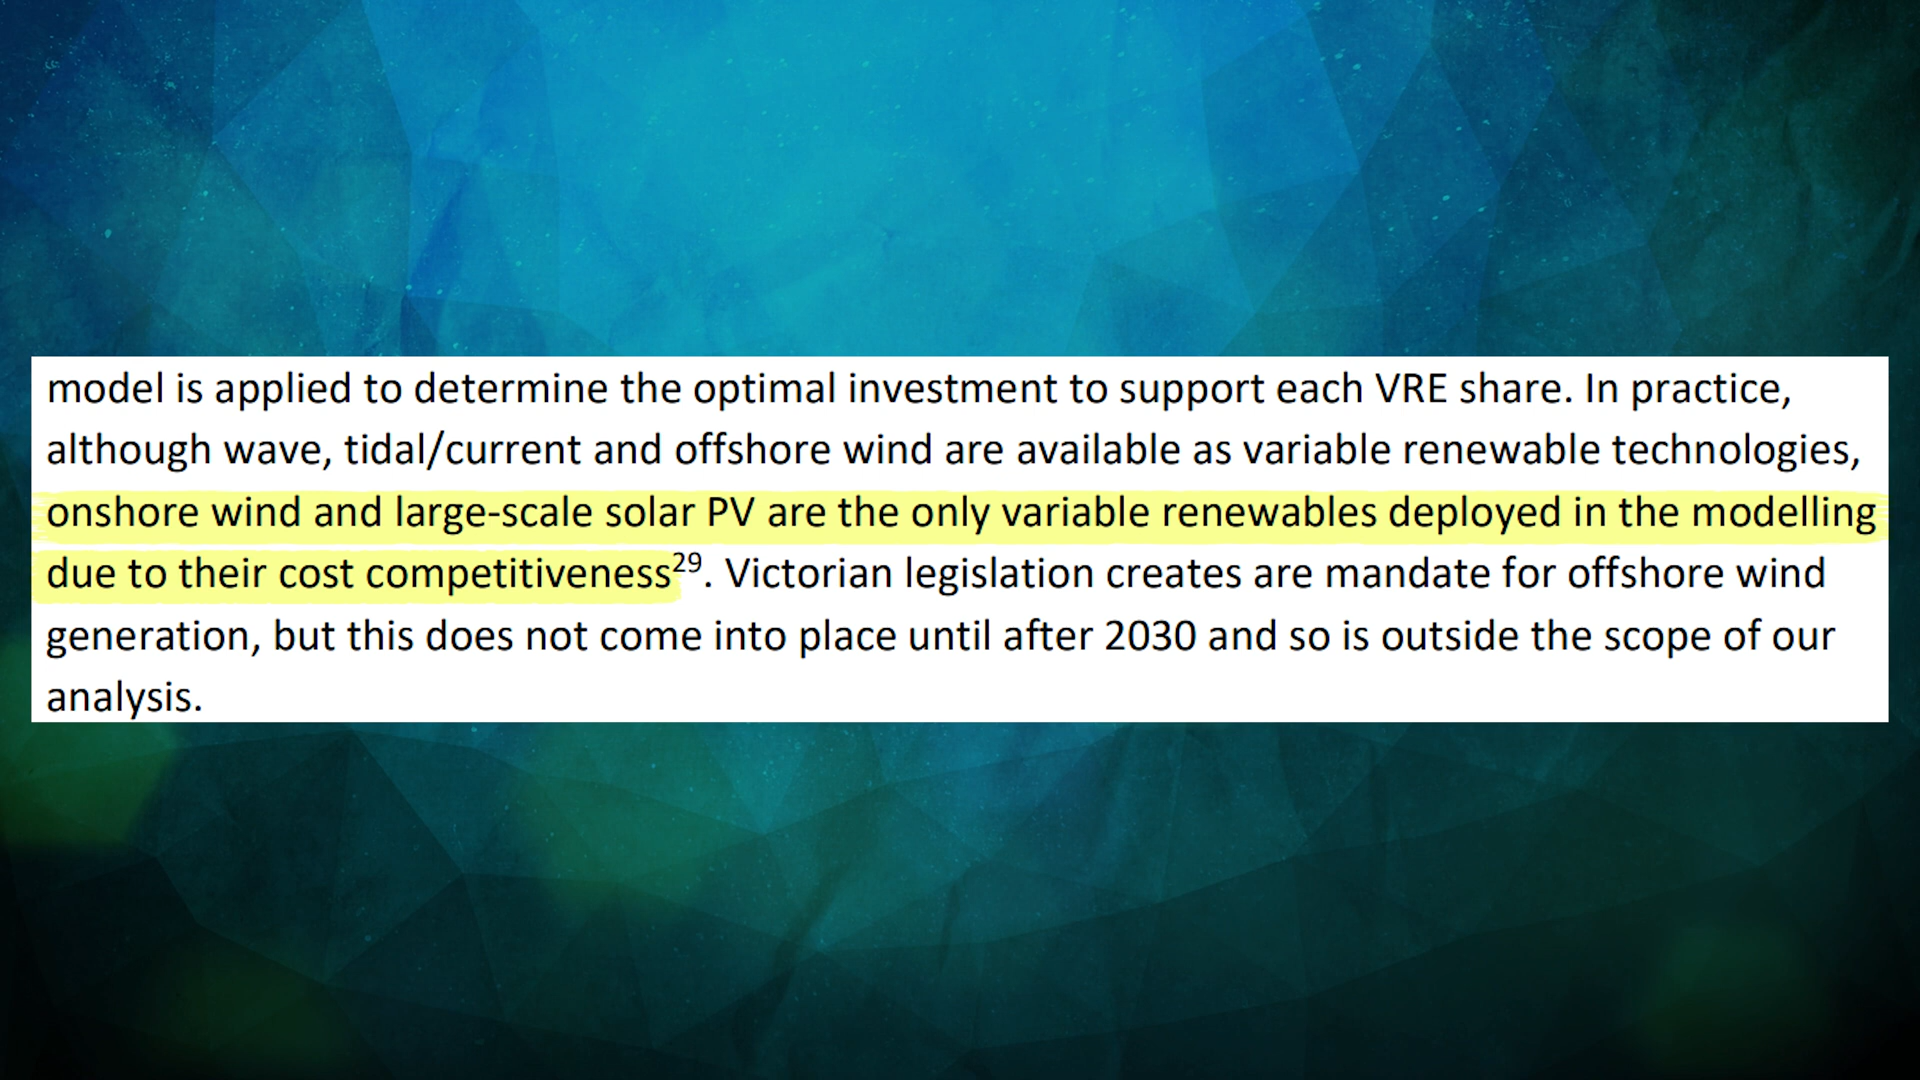 model is applied to determine the optimal investment to support each VRE share. In practice,
although wave, tidal/current and offshore wind are available as variable renewable technologies,
onshore wind and large-scale solar PV are the only variable renewables deployed in the modelling
due to their cost competitiveness²⁹. Victorian legislation creates are mandate for offshore wind
generation, but this does not come into place until after 2030 and so is outside the scope of our
analysis.